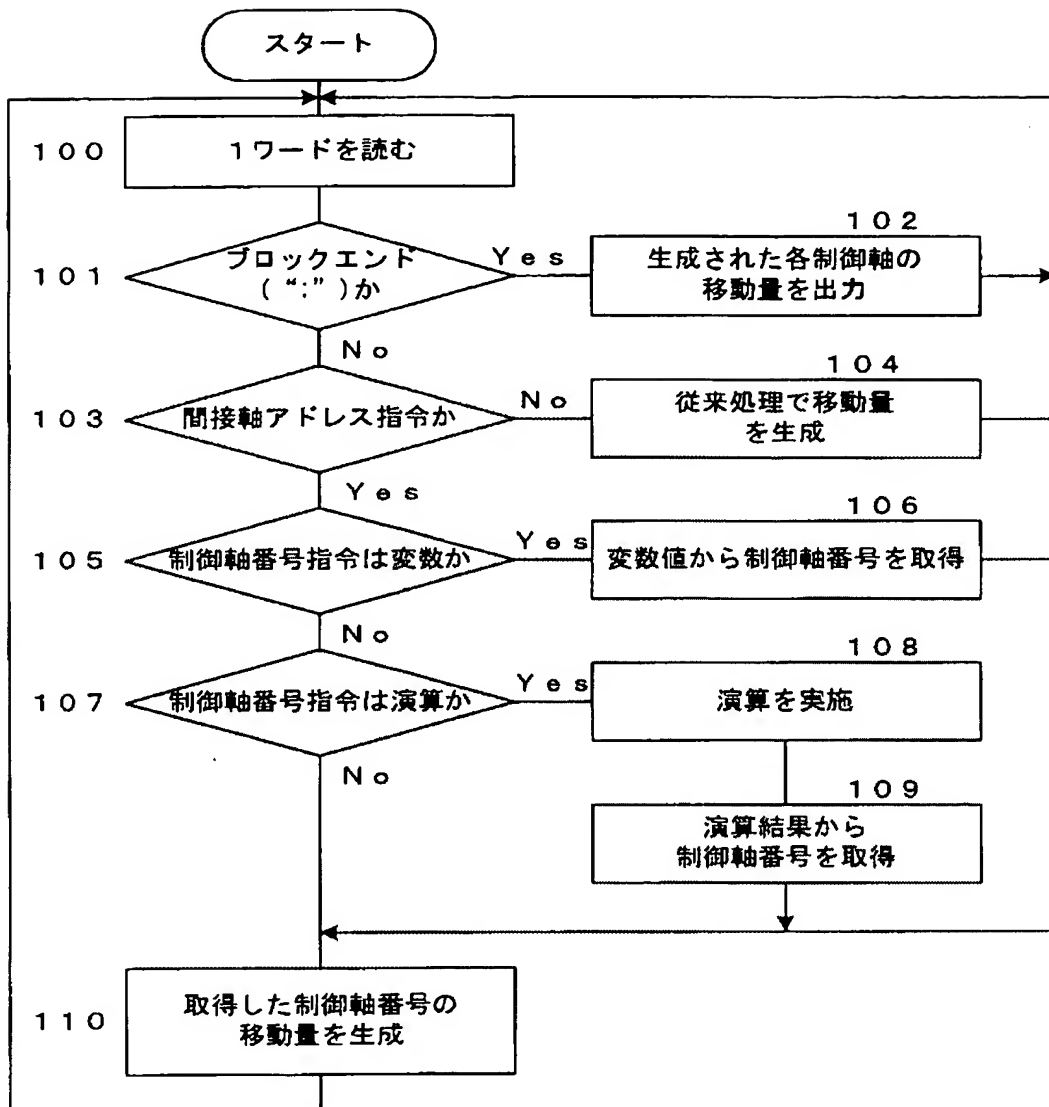 スタート
100
1ワードを読む
102
101
ブロックエンド
(“:”)か
Yes
生成された各制御軸の
移動量を出力
No
104
103
間接軸アドレス指令か
No
従来処理で移動量
を生成
Yes
106
105
制御軸番号指令は変数か
Yes
変数値から制御軸番号を取得
No
108
107
制御軸番号指令は演算か
Yes
演算を実施
No
109
演算結果から
制御軸番号を取得
110
取得した制御軸番号の
移動量を生成